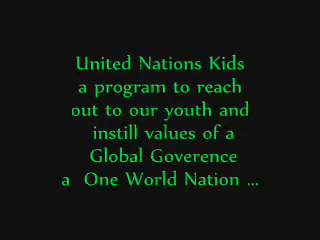 United Nations Kids
a program to reach
out to our youth and
instill values of a
Global Goverence
a One World Nation ...